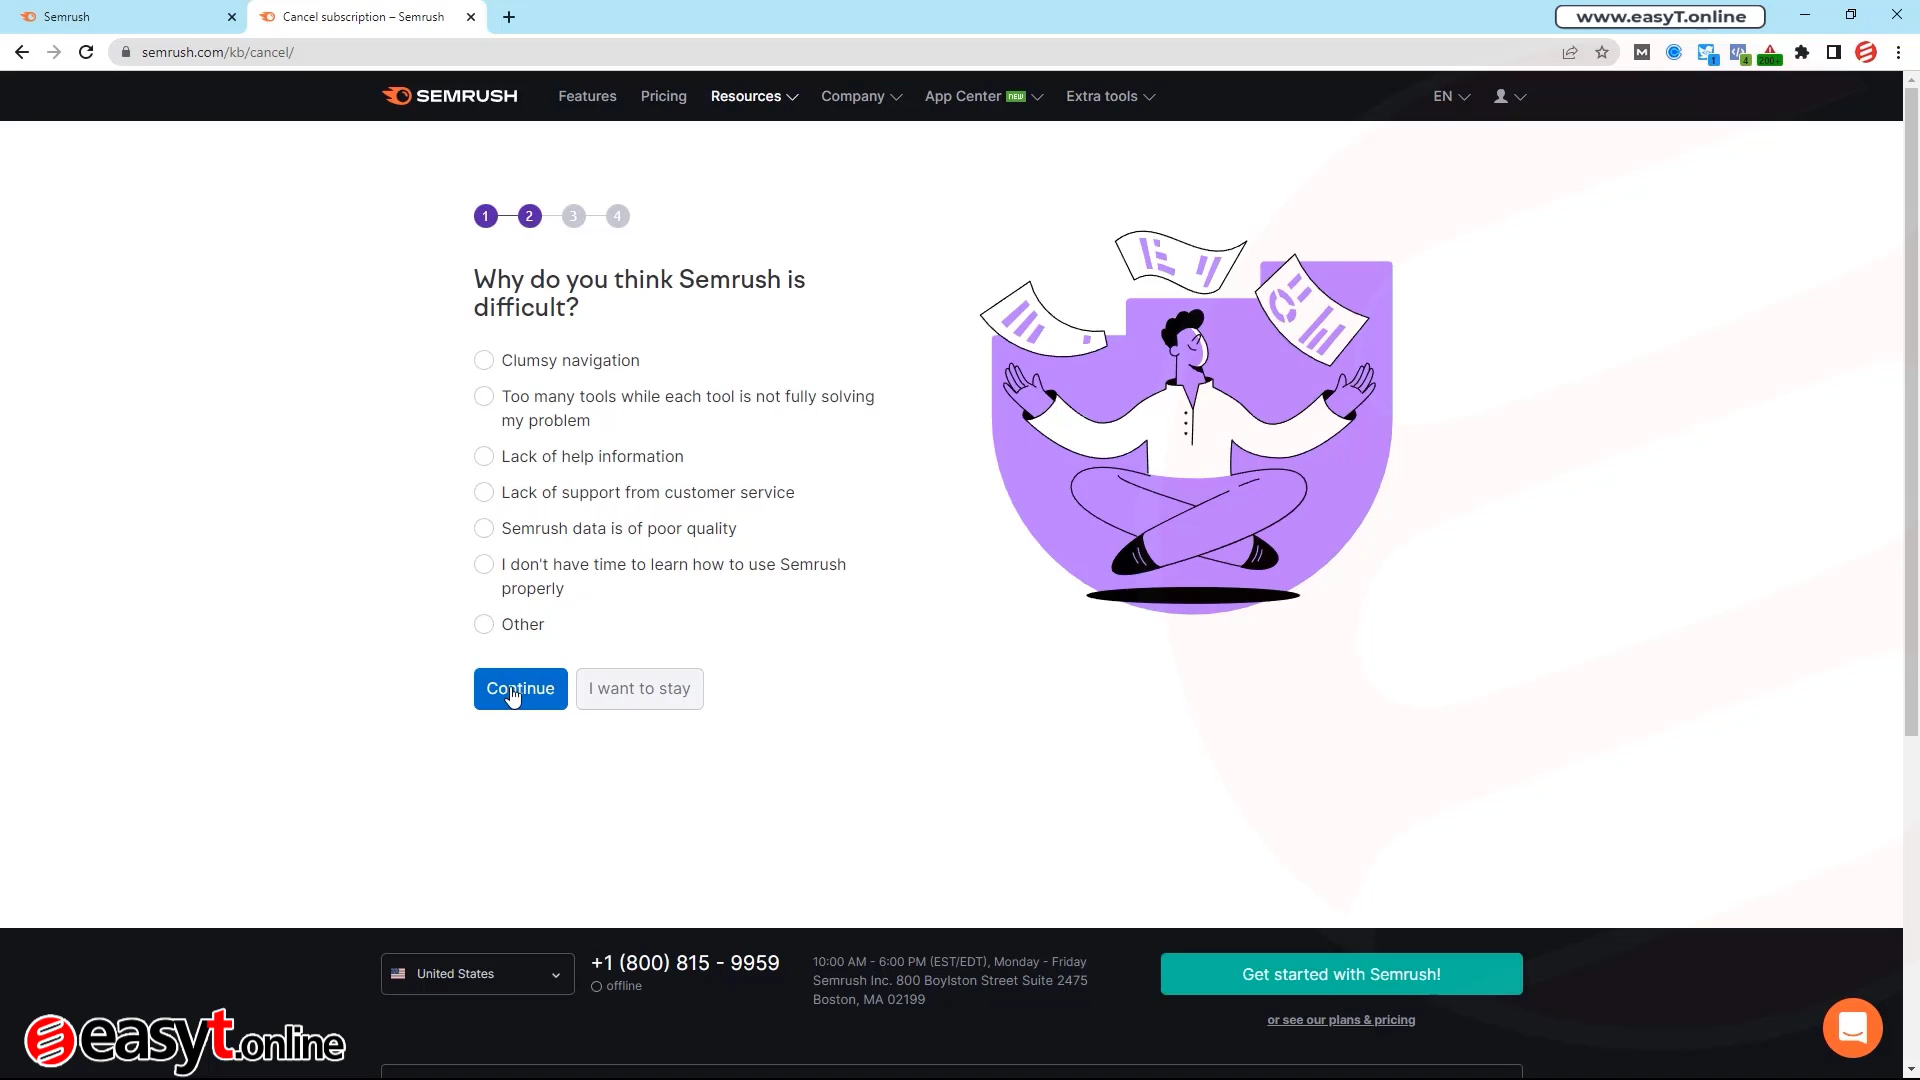 Semrush
Cancel subscription – Semrush
www.easyT.online
semrush.com/kb/cancel/
1
4
200+
SEMRUSH
Features
Pricing
Resources
Company
App Center NEW
Extra tools
EN
1 2 3 4
Why do you think Semrush is
difficult?
Clumsy navigation
Too many tools while each tool is not fully solving
my problem
Lack of help information
Lack of support from customer service
Semrush data is of poor quality
I don't have time to learn how to use Semrush
properly
Other
Continue
I want to stay
United States
+1 (800) 815 - 9959
offline
10:00 AM - 6:00 PM (EST/EDT), Monday - Friday
Semrush Inc. 800 Boylston Street Suite 2475
Boston, MA 02199
Get started with Semrush!
or see our plans & pricing
easyt.online